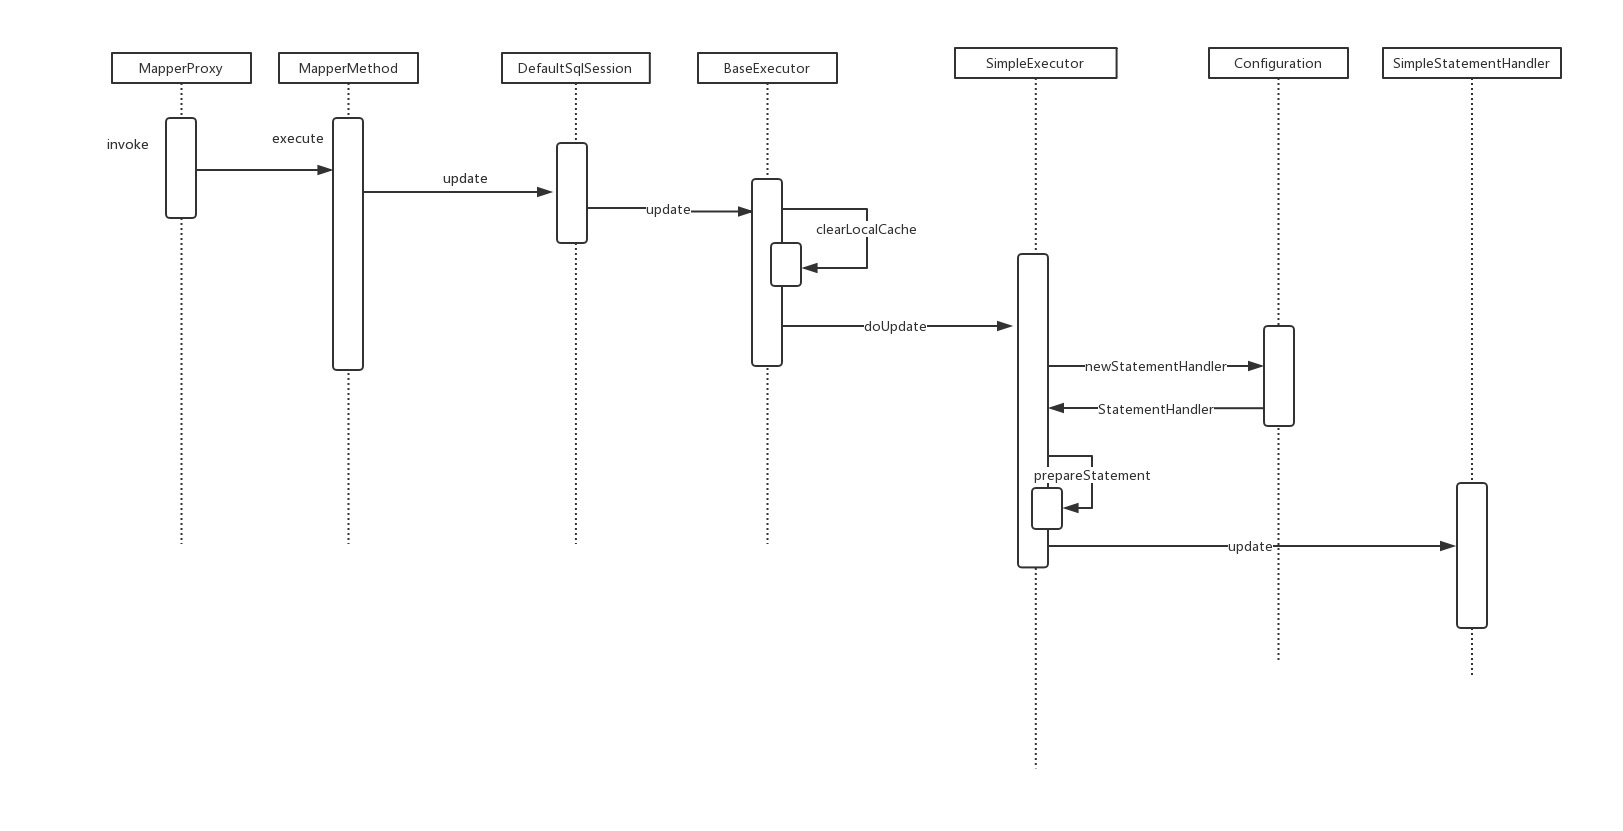 MapperProxy
MapperMethod
DefaultSqlSession
BaseExecutor
SimpleExecutor
Configuration
SimpleStatementHandler
invoke
execute
update
update
clearLocalCache
doUpdate
newStatementHandler
StatementHandler
prepareStatement
update